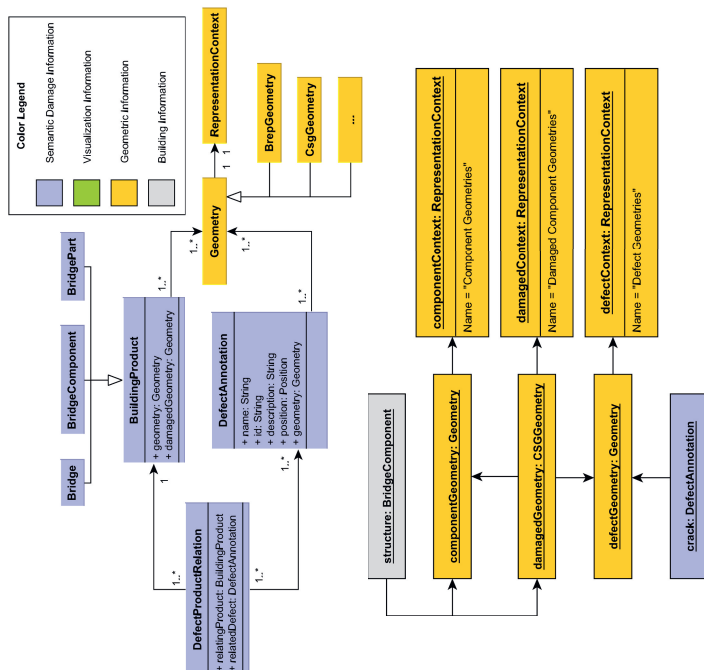 Color Legend
Semantic Damage Information
Visualization Information
Geometric Information
Building Information
Bridge
BridgeComponent
BridgePart
BuildingProduct
+ geometry: Geometry
+ damagedGeometry: Geometry
1
1..*
1..*
1..*
Geometry
1
1
RepresentationContext
BrepGeometry
CsgGeometry
...
DefectProductRelation
+ relatingProduct: BuildingProduct
+ relatedDefect: DefectAnnotation
1..*
1..*
DefectAnnotation
+ name: String
+ id: String
+ description: String
+ position: Position
+ geometry: Geometry
1..*
1..*
structure: BridgeComponent
componentGeometry: Geometry
componentContext: RepresentationContext
Name = "Component Geometries"
damagedGeometry: CSGGeometry
damagedContext: RepresentationContext
Name = "Damaged Component Geometries"
defectGeometry: Geometry
defectContext: RepresentationContext
Name = "Defect Geometries"
crack: DefectAnnotation